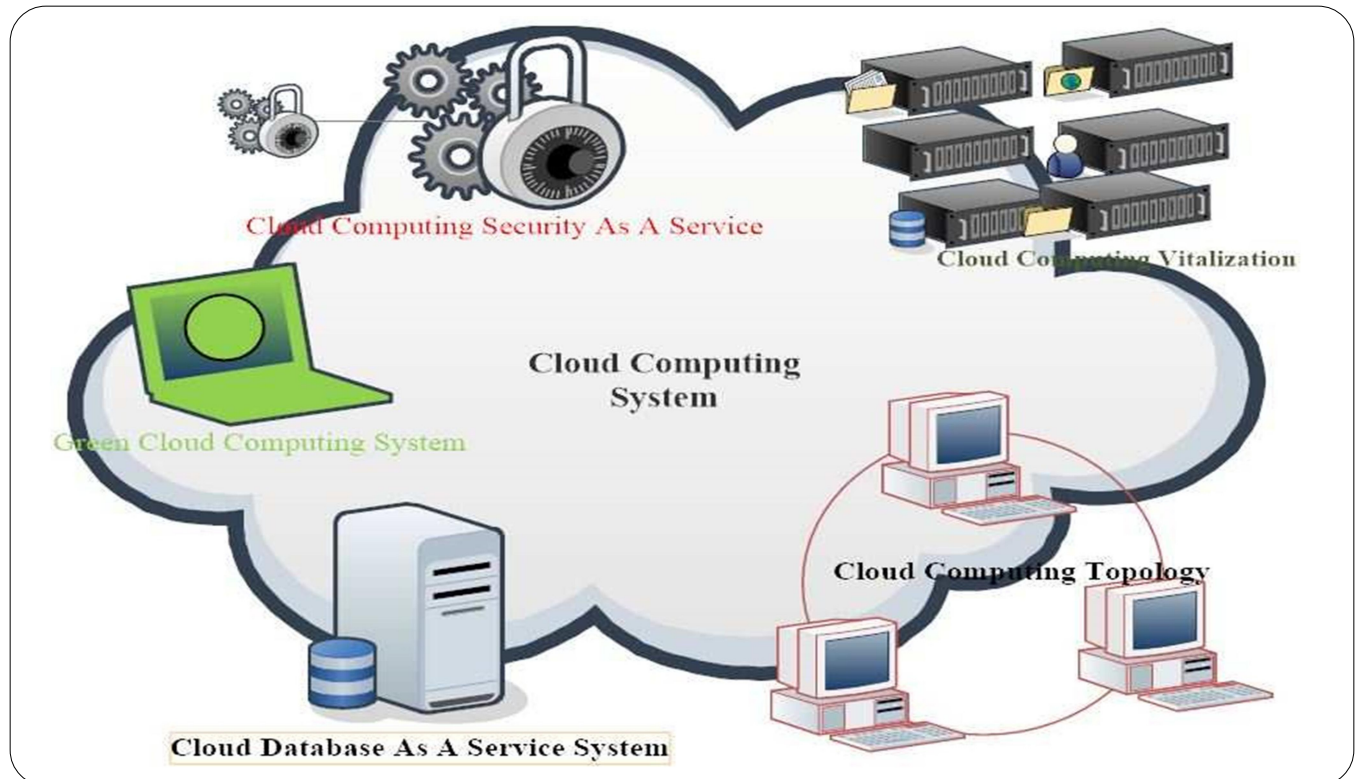 Cloud Computing Security As A Service
Cloud Computing Vitalization
Cloud Computing
System
Green Cloud Computing System
Cloud Computing Topology
Cloud Database As A Service System